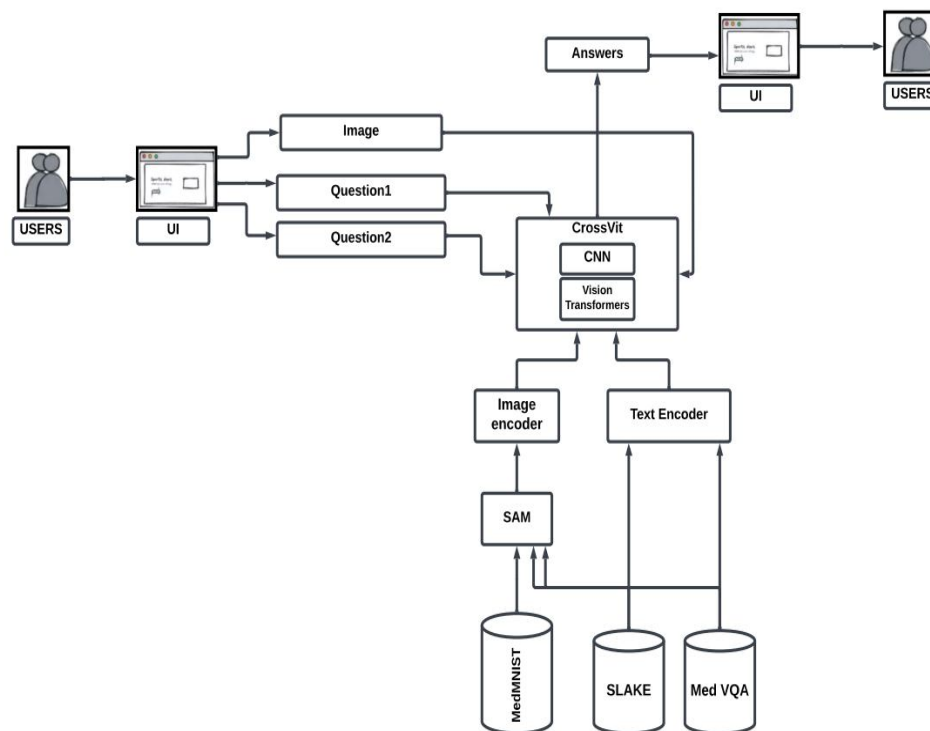 Answers
UI
USERS
Image
Question1
Question2
USERS
UI
CrossVit
CNN
Vision
Transformers
Image
encoder
Text Encoder
SAM
MedMNIST
SLAKE
Med VQA